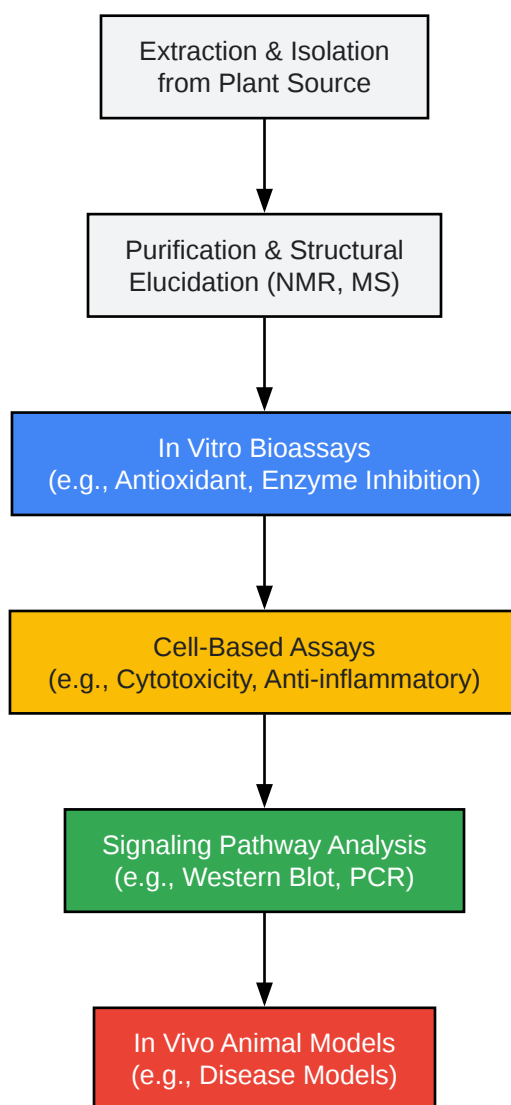 Extraction & Isolation
from Plant Source
Purification & Structural
Elucidation (NMR, MS)
In Vitro Bioassays
(e.g., Antioxidant, Enzyme Inhibition)
Cell-Based Assays
(e.g., Cytotoxicity, Anti-inflammatory)
Signaling Pathway Analysis
(e.g., Western Blot, PCR)
In Vivo Animal Models
(e.g., Disease Models)